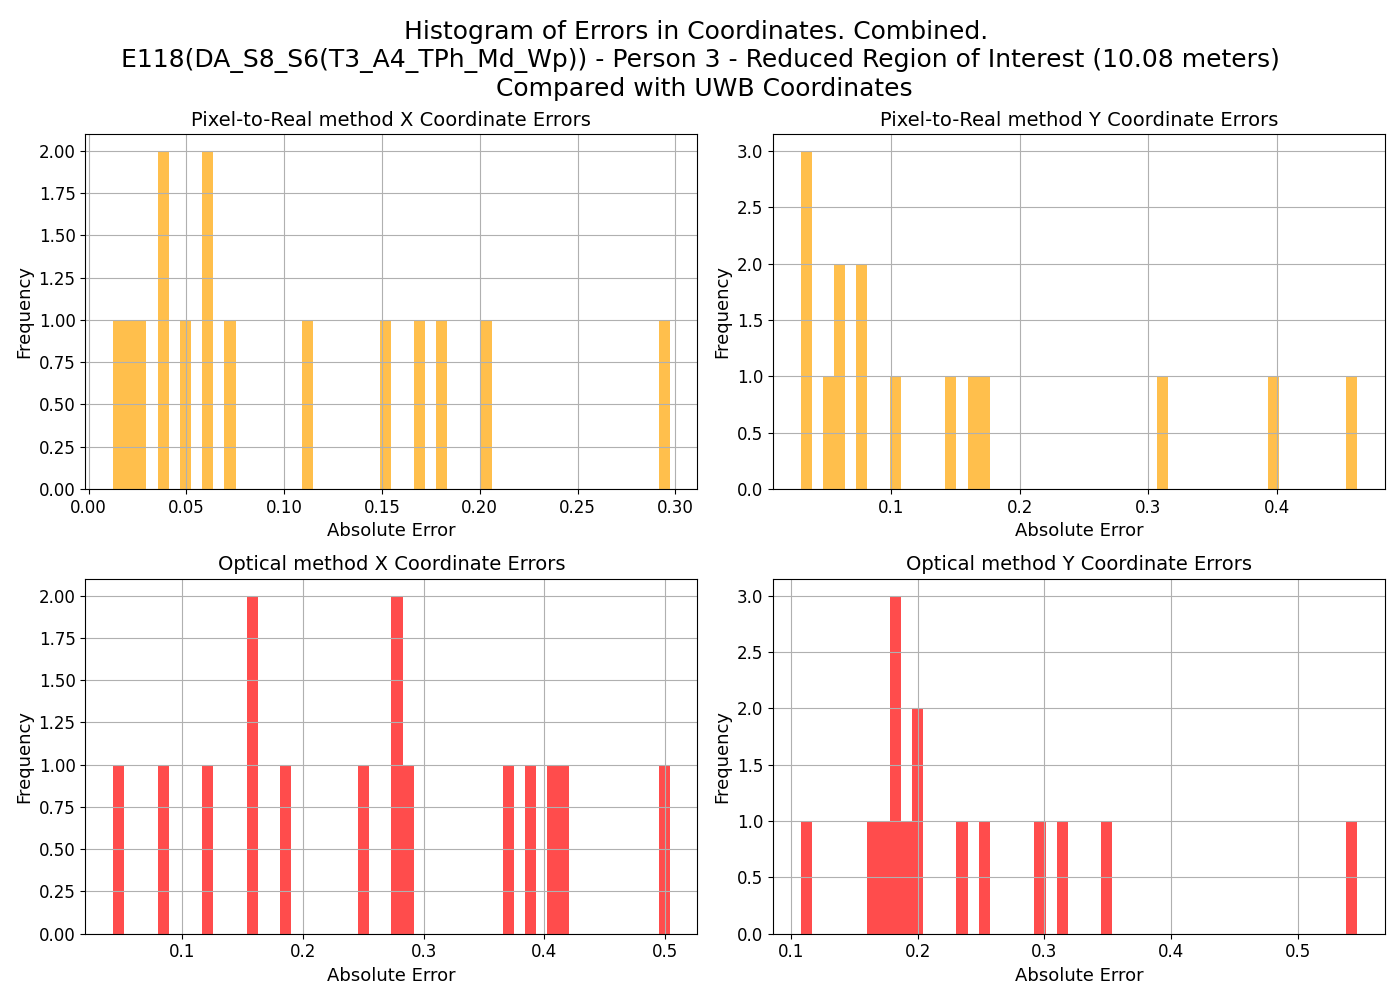 Histogram of Errors in Coordinates. Combined.
E118(DA_S8_S6(T3_A4_TPh_Md_Wp)) - Person 3 - Reduced Region of Interest (10.08 meters)
Compared with UWB Coordinates
Pixel-to-Real method X Coordinate Errors
2.00
1.75
1.50
1.25
1.00
0.75
0.50
0.25
0.00
Frequency
0.00 0.05 0.10 0.15 0.20 0.25 0.30
Absolute Error
Pixel-to-Real method Y Coordinate Errors
3.0
2.5
2.0
1.5
1.0
0.5
0.0
Frequency
0.1 0.2 0.3 0.4
Absolute Error
Optical method X Coordinate Errors
2.00
1.75
1.50
1.25
1.00
0.75
0.50
0.25
0.00
Frequency
0.1 0.2 0.3 0.4 0.5
Absolute Error
Optical method Y Coordinate Errors
3.0
2.5
2.0
1.5
1.0
0.5
0.0
Frequency
0.1 0.2 0.3 0.4 0.5
Absolute Error